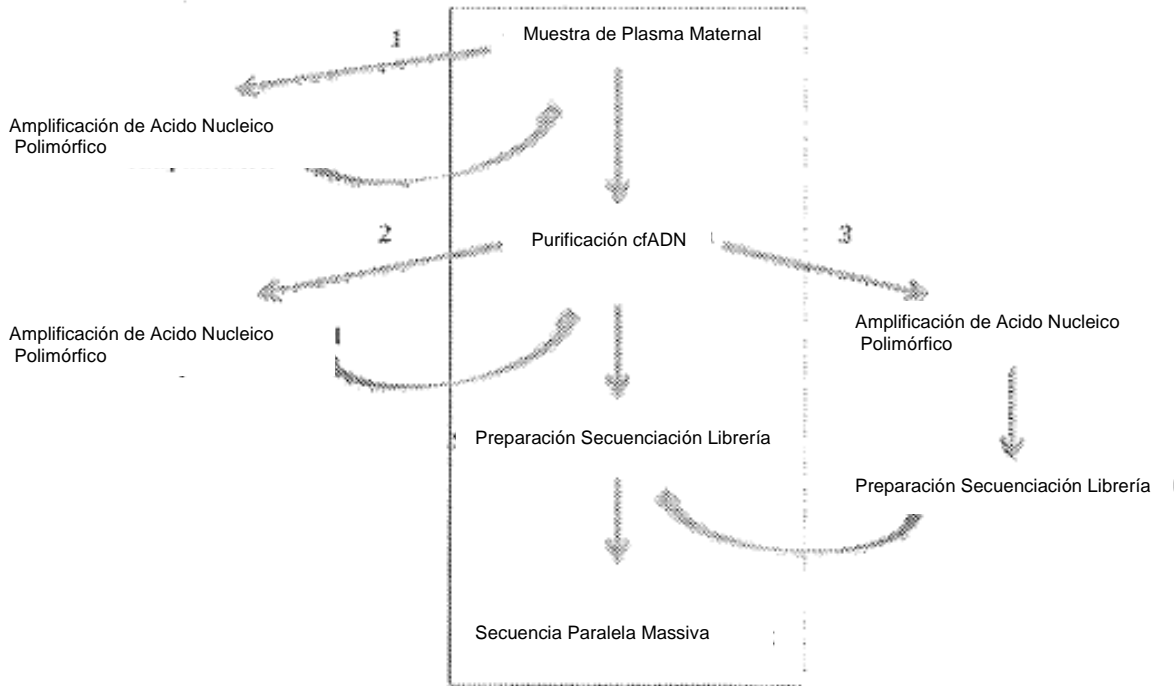 1
Muestra de Plasma Maternal
Amplificación de Acido Nucleico
Polimórfico
2
Purificación cfADN
3
Amplificación de Acido Nucleico
Polimórfico
Amplificación de Acido Nucleico
Polimórfico
Preparación Secuenciación Librería
Preparación Secuenciación Librería
Secuencia Paralela Massiva